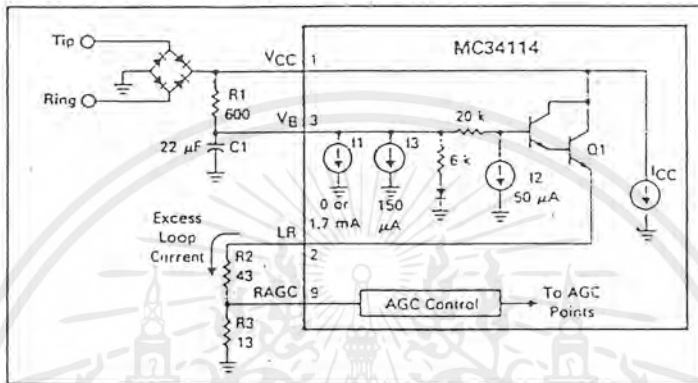 MC34114
Tip
Ring
VCC 1
R1
600
VB 3
22 µF C1
20 k
Q1
I1
I3
6 k
I2
50 µA
ICC
0 or
1.7 mA
150
µA
Excess
Loop
Current
LR
2
R2
43
RAGC 9
AGC Control
To AGC
Points
R3
13